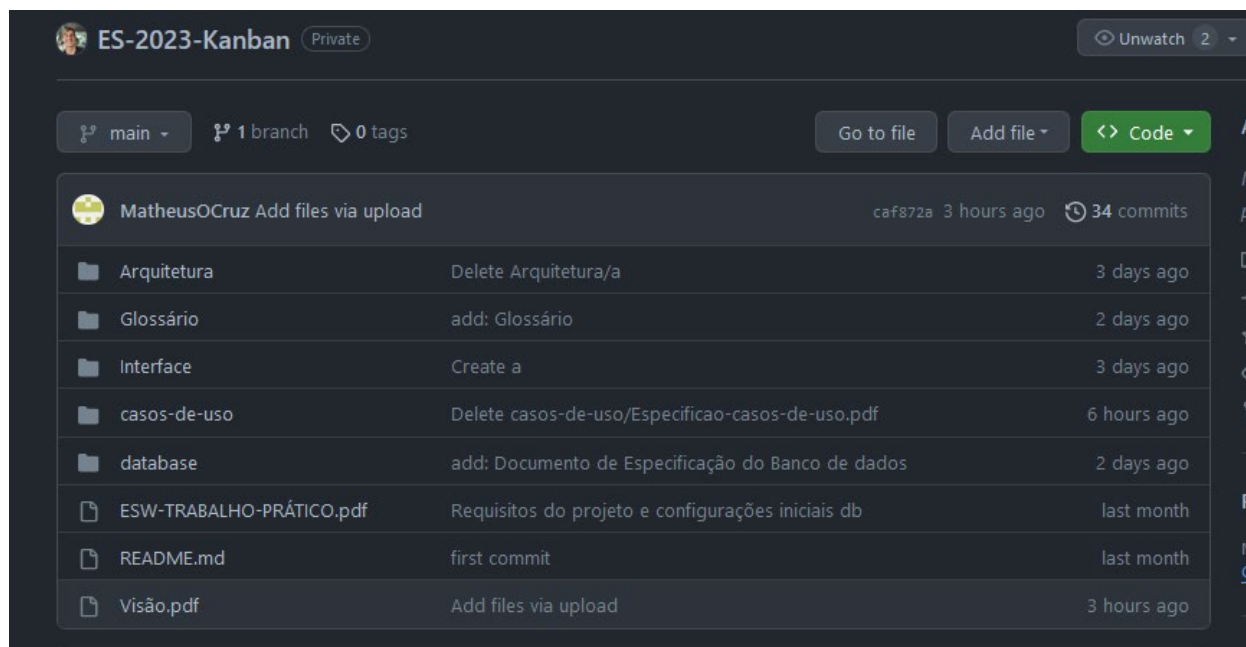 ES-2023-Kanban Private Unwatch 2
main 1 branch 0 tags Go to file Add file Code
MatheusOCruz Add files via upload caf872a 3 hours ago 34 commits
Arquitetura Delete Arquitetura/a 3 days ago
Glossário add: Glossário 2 days ago
Interface Create a 3 days ago
casos-de-uso Delete casos-de-uso/Especificao-casos-de-uso.pdf 6 hours ago
database add: Documento de Especificação do Banco de dados 2 days ago
ESW-TRABALHO-PRÁTICO.pdf Requisitos do projeto e configurações iniciais db last month
README.md first commit last month
Visão.pdf Add files via upload 3 hours ago